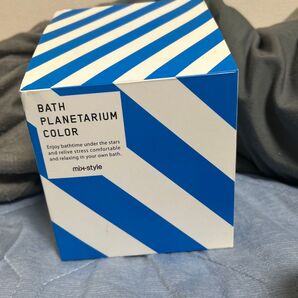 BATH
PLANETARIUM
COLOR
Enjoy bathtime under the stars
and relive stress comfortable
and relaxing in your own bath.
mix·style